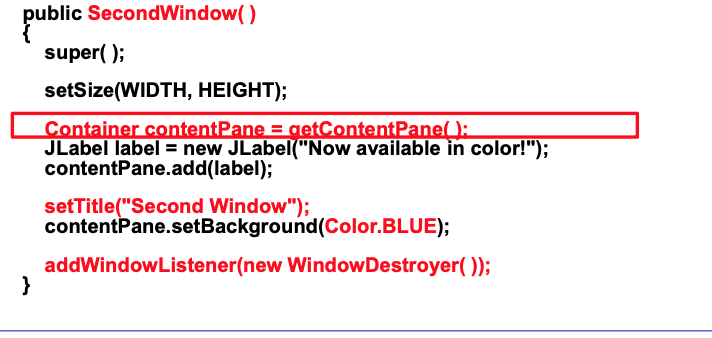 public SecondWindow( )
{
super( );
setSize(WIDTH, HEIGHT);
Container contentPane = getContentPane( );
JLabel label = new JLabel("Now available in color!");
contentPane.add(label);
setTitle("Second Window");
contentPane.setBackground(Color.BLUE);
addWindowListener(new WindowDestroyer( ));
}